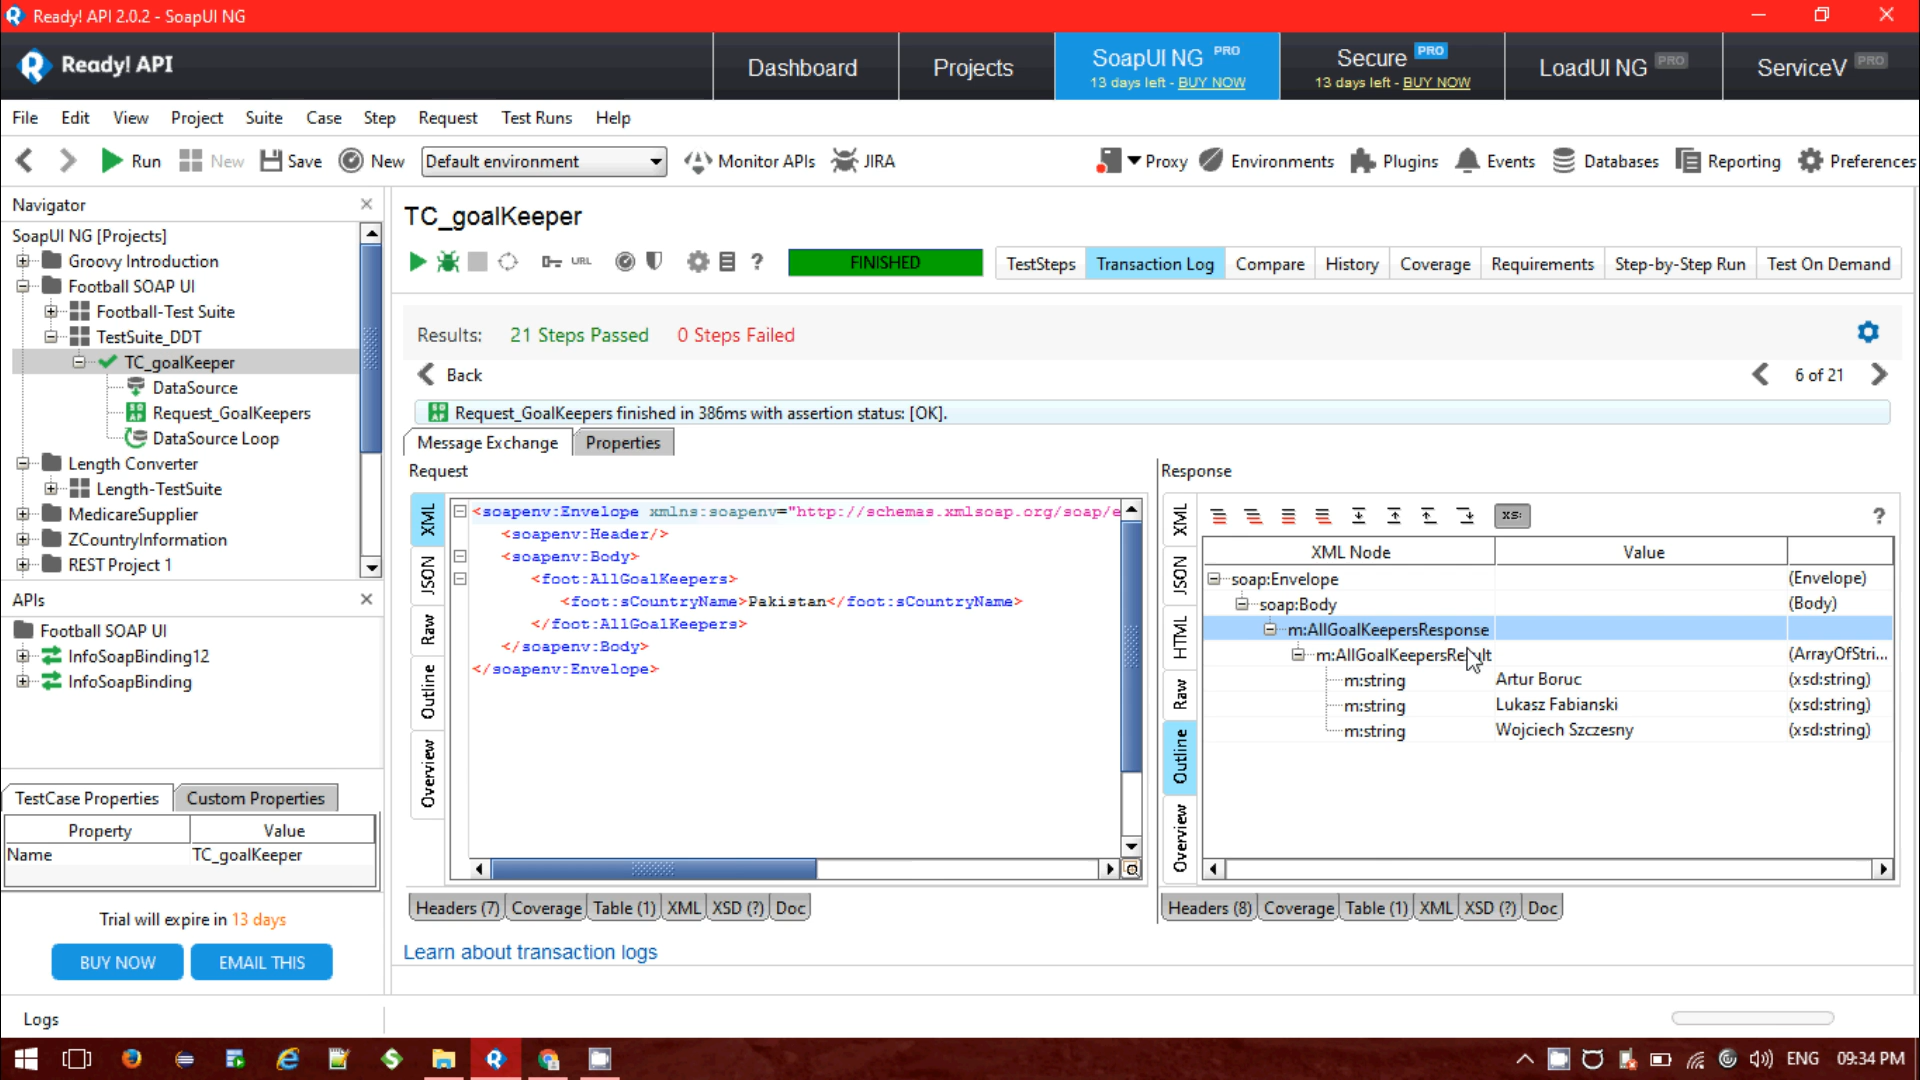 Ready! API 2.0.2 - SoapUI NG
Ready! API
Dashboard
Projects
SoapUI NG PRO
13 days left - BUY NOW
Secure PRO
13 days left - BUY NOW
LoadUI NG PRO
ServiceV PRO
File Edit View Project Suite Case Step Request Test Runs Help
Run New Save New Default environment Monitor APIs JIRA Proxy Environments Plugins Events Databases Reporting Preferences
Navigator
SoapUI NG [Projects]
Groovy Introduction
Football SOAP UI
Football-Test Suite
TestSuite_DDT
TC_goalKeeper
DataSource
Request_GoalKeepers
DataSource Loop
Length Converter
Length-TestSuite
MedicareSupplier
ZCountryInformation
REST Project 1
APIs
Football SOAP UI
InfoSoapBinding12
InfoSoapBinding
TestCase Properties Custom Properties
Property Value
Name TC_goalKeeper
Trial will expire in 13 days
BUY NOW EMAIL THIS
Logs
TC_goalKeeper
URL ? FINISHED TestSteps Transaction Log Compare History Coverage Requirements Step-by-Step Run Test On Demand
Results: 21 Steps Passed 0 Steps Failed
Back 6 of 21
Request_GoalKeepers finished in 386ms with assertion status: [OK].
Message Exchange Properties
Request
XML
JSON
Raw
Outline
Overview
<soapenv:Envelope xmlns:soapenv="http://schemas.xmlsoap.org/soap/e
<soapenv:Header/>
<soapenv:Body>
<foot:AllGoalKeepers>
<foot:sCountryName>Pakistan</foot:sCountryName>
</foot:AllGoalKeepers>
</soapenv:Body>
</soapenv:Envelope>
Headers (7) Coverage Table (1) XML XSD (?) Doc
Response
XML
JSON
HTML
Raw
Outline
Overview
XS: ?
XML Node Value
soap:Envelope (Envelope)
soap:Body (Body)
m:AllGoalKeepersResponse
m:AllGoalKeepersResult (ArrayOfStri...
m:string Artur Boruc (xsd:string)
m:string Lukasz Fabianski (xsd:string)
m:string Wojciech Szczesny (xsd:string)
Headers (8) Coverage Table (1) XML XSD (?) Doc
Learn about transaction logs
ENG 09:34 PM